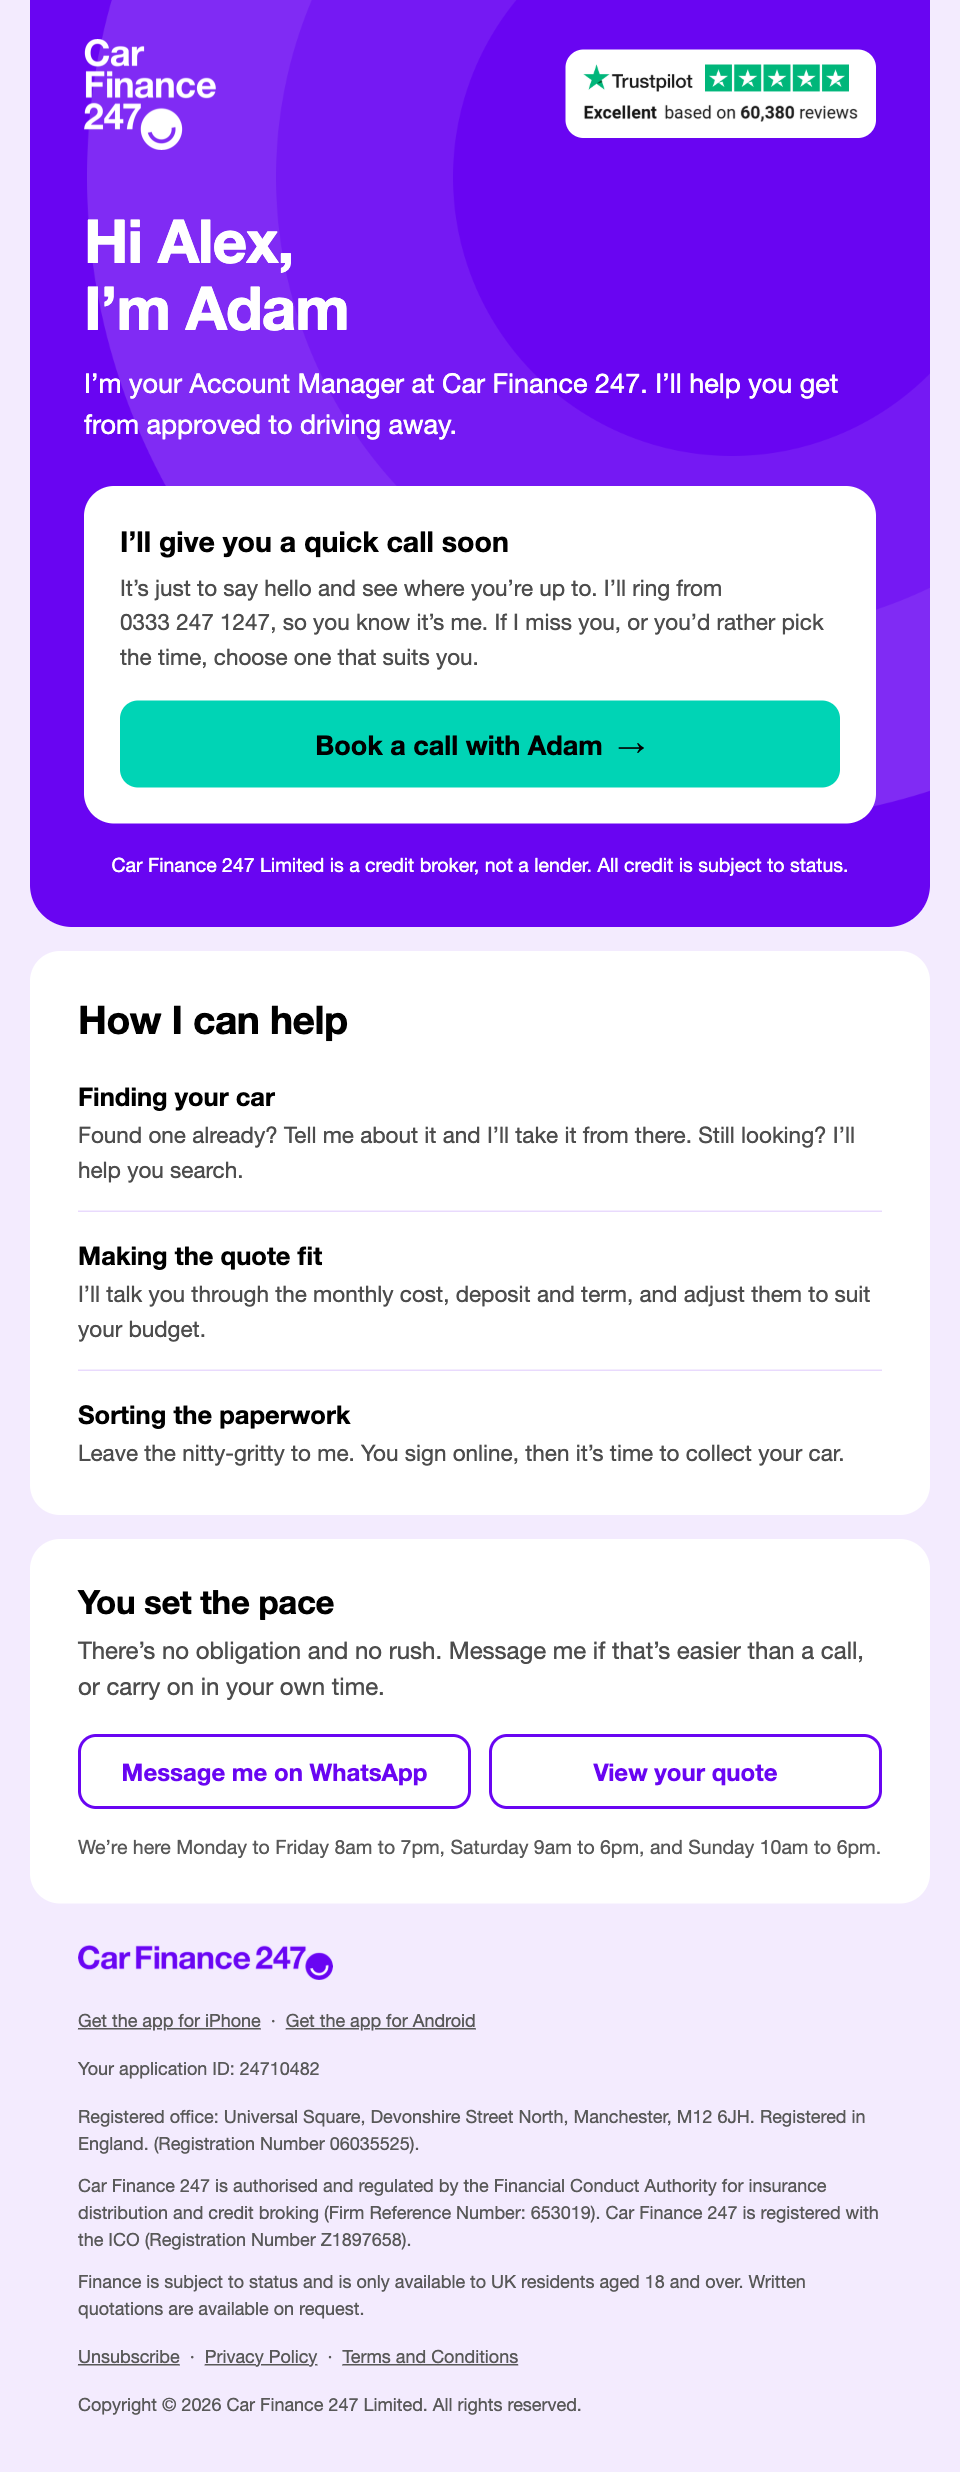 Car
Finance
247
Trustpilot
Excellent based on 60,380 reviews
Hi Alex,
I’m Adam
I’m your Account Manager at Car Finance 247. I’ll help you get
from approved to driving away.
I’ll give you a quick call soon
It’s just to say hello and see where you’re up to. I’ll ring from
0333 247 1247, so you know it’s me. If I miss you, or you’d rather pick
the time, choose one that suits you.
Book a call with Adam →
Car Finance 247 Limited is a credit broker, not a lender. All credit is subject to status.
How I can help
Finding your car
Found one already? Tell me about it and I’ll take it from there. Still looking? I’ll
help you search.
Making the quote fit
I’ll talk you through the monthly cost, deposit and term, and adjust them to suit
your budget.
Sorting the paperwork
Leave the nitty-gritty to me. You sign online, then it’s time to collect your car.
You set the pace
There’s no obligation and no rush. Message me if that’s easier than a call,
or carry on in your own time.
Message me on WhatsApp
View your quote
We’re here Monday to Friday 8am to 7pm, Saturday 9am to 6pm, and Sunday 10am to 6pm.
Car Finance 247
Get the app for iPhone · Get the app for Android
Your application ID: 24710482
Registered office: Universal Square, Devonshire Street North, Manchester, M12 6JH. Registered in
England. (Registration Number 06035525).
Car Finance 247 is authorised and regulated by the Financial Conduct Authority for insurance
distribution and credit broking (Firm Reference Number: 653019). Car Finance 247 is registered with
the ICO (Registration Number Z1897658).
Finance is subject to status and is only available to UK residents aged 18 and over. Written
quotations are available on request.
Unsubscribe · Privacy Policy · Terms and Conditions
Copyright © 2026 Car Finance 247 Limited. All rights reserved.